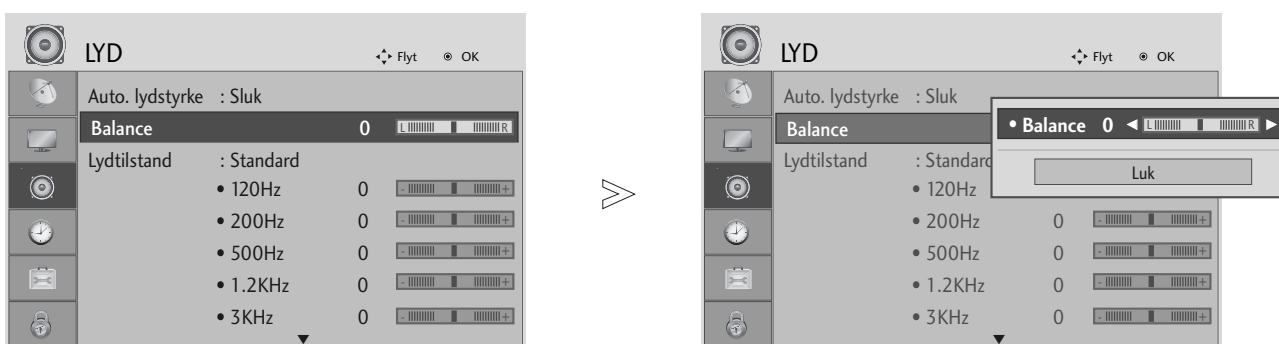 LYD
Flyt OK
Auto. lydstyrke : Sluk
Balance 0 L R
Lydtilstand : Standard
• 120Hz 0 - +
• 200Hz 0 - +
• 500Hz 0 - +
• 1.2KHz 0 - +
• 3KHz 0 - +
LYD
Flyt OK
Auto. lydstyrke : Sluk
Balance
• Balance 0 ◄ L R ►
Luk
Lydtilstand : Standard
• 120Hz
• 200Hz 0 - +
• 500Hz 0 - +
• 1.2KHz 0 - +
• 3KHz 0 - +